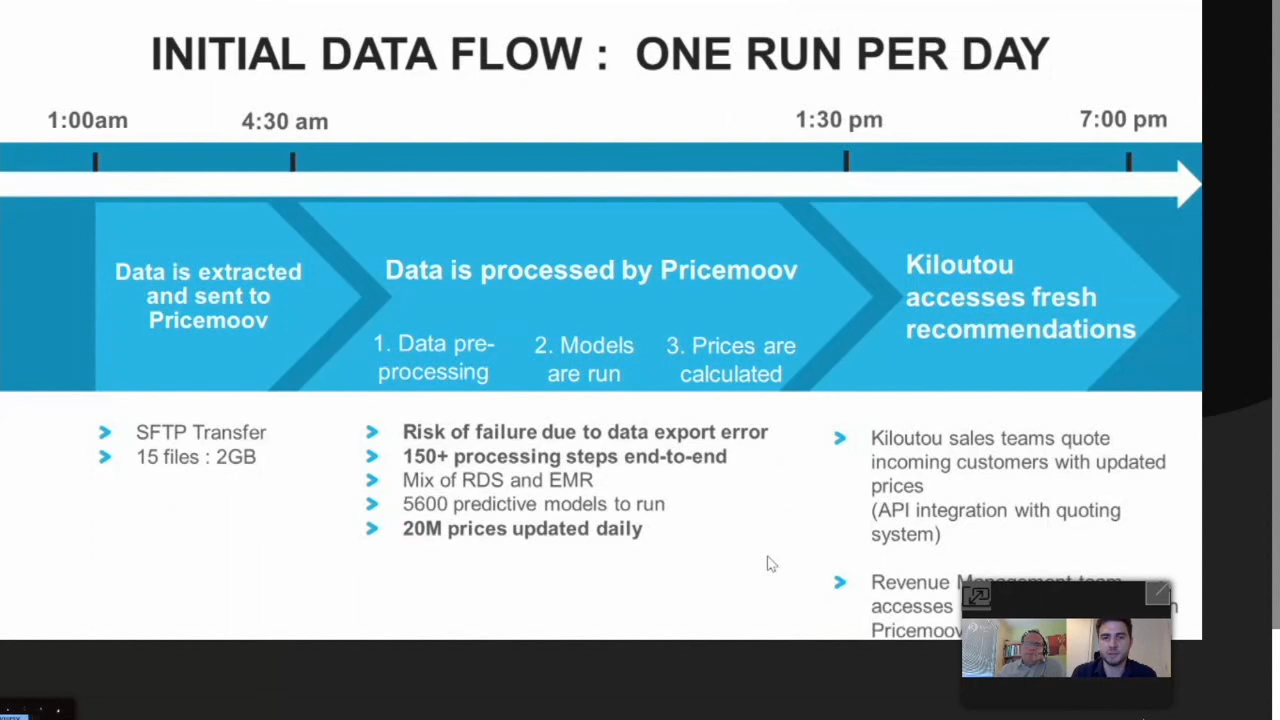 INITIAL DATA FLOW : ONE RUN PER DAY
1:00am
4:30 am
1:30 pm
7:00 pm
Data is extracted
and sent to
Pricemoov
Data is processed by Pricemoov
1. Data pre-
processing
2. Models
are run
3. Prices are
calculated
Kiloutou
accesses fresh
recommendations
SFTP Transfer
15 files : 2GB
Risk of failure due to data export error
150+ processing steps end-to-end
Mix of RDS and EMR
5600 predictive models to run
20M prices updated daily
Kiloutou sales teams quote
incoming customers with updated
prices
(API integration with quoting
system)
Revenue Management team
accesses
Pricemoov